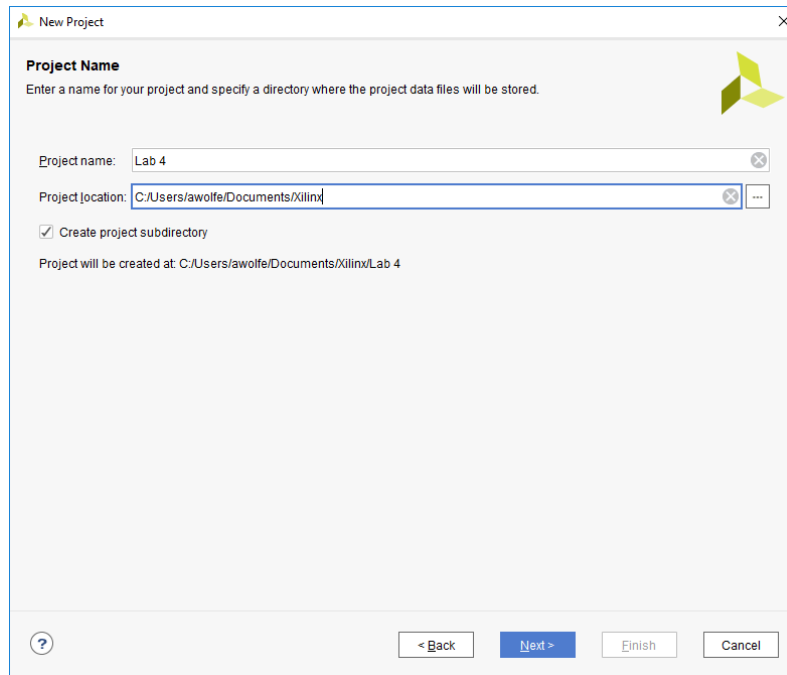 New Project
Project Name
Enter a name for your project and specify a directory where the project data files will be stored.
Project name: Lab 4
Project location: C:/Users/awolfe/Documents/Xilinx ...
Create project subdirectory
Project will be created at: C:/Users/awolfe/Documents/Xilinx/Lab 4
? < Back Next > Finish Cancel